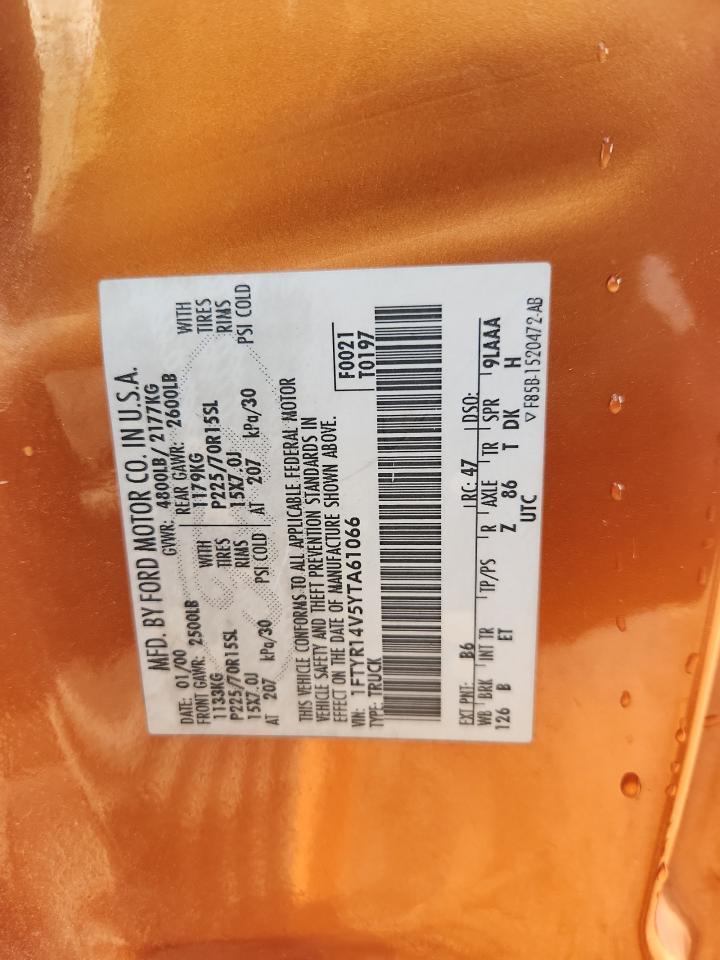 MFD. BY FORD MOTOR CO. IN U.S.A.
DATE: 01/00 GVWR: 4800LB/ 2177KG
FRONT GAWR: 2500LB REAR GAWR: 2600LB
1133KG WITH 1179KG WITH
P225/70R15SL TIRES P225/70R15SL TIRES
15X7.0J RIMS 15X7.0J RIMS
AT 207 kPa/30 PSI COLD AT 207 kPa/30 PSI COLD
THIS VEHICLE CONFORMS TO ALL APPLICABLE FEDERAL MOTOR
VEHICLE SAFETY AND THEFT PREVENTION STANDARDS IN
EFFECT ON THE DATE OF MANUFACTURE SHOWN ABOVE.
VIN: 1FTYR14V5YTA61066 F0021
TYPE: TRUCK T0197
EXT PNT: B6 RC: 47 DSO:
WB BRK INT TR TP/PS R AXLE TR SPR 9LAAA
126 B ET Z 86 T DK H
UTC ▽ F85B-1520472-AB